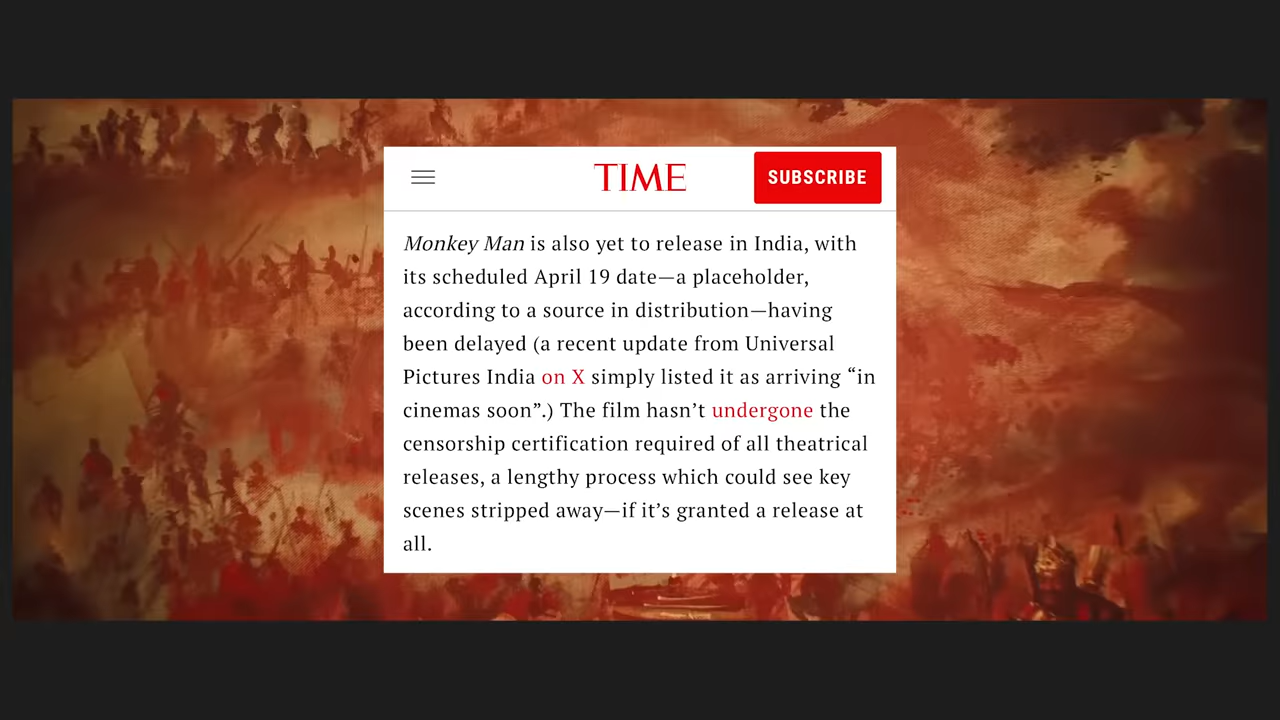 TIME
SUBSCRIBE
Monkey Man is also yet to release in India, with
its scheduled April 19 date—a placeholder,
according to a source in distribution—having
been delayed (a recent update from Universal
Pictures India on X simply listed it as arriving “in
cinemas soon”.) The film hasn’t undergone the
censorship certification required of all theatrical
releases, a lengthy process which could see key
scenes stripped away—if it’s granted a release at
all.